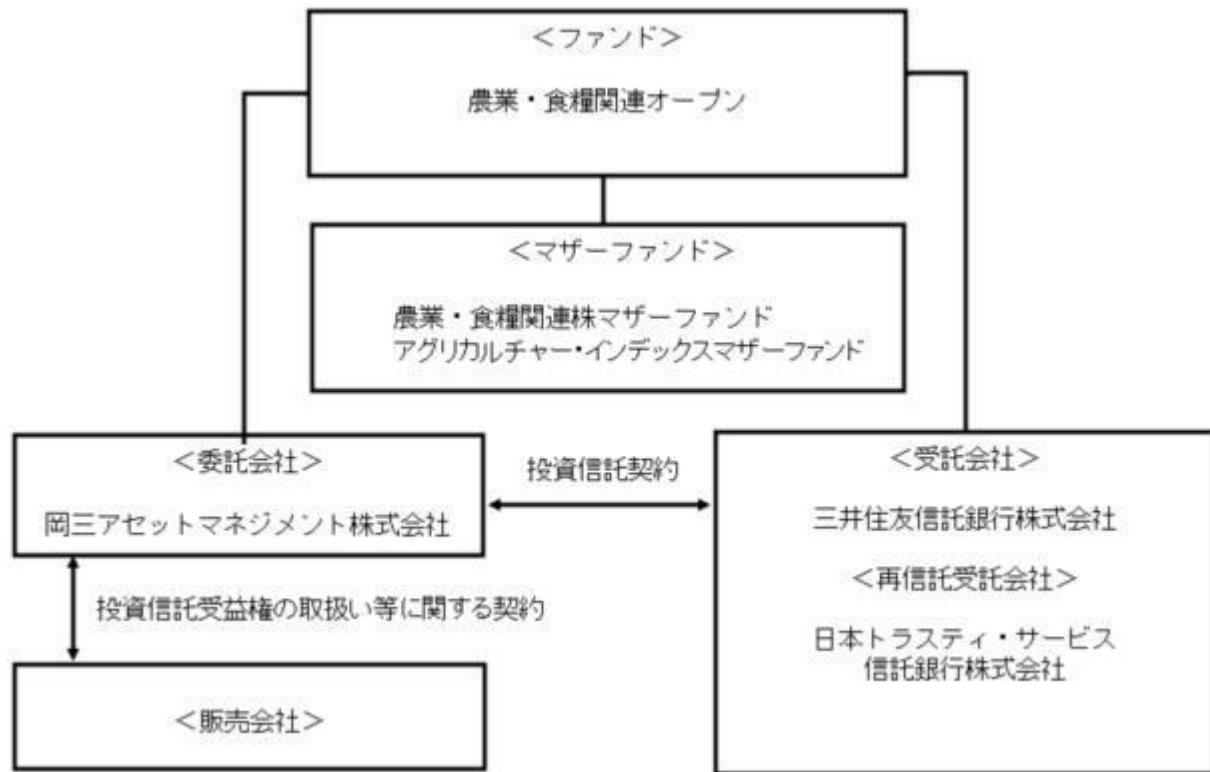 ＜ファンド＞
農業・食糧関連オープン
＜マザーファンド＞
農業・食糧関連株マザーファンド
アグリカルチャー・インデックスマザーファンド
＜委託会社＞
岡三アセットマネジメント株式会社
投資信託契約
＜受託会社＞
三井住友信託銀行株式会社
＜再信託受託会社＞
日本トラスティ・サービス
信託銀行株式会社
投資信託受益権の取扱い等に関する契約
＜販売会社＞